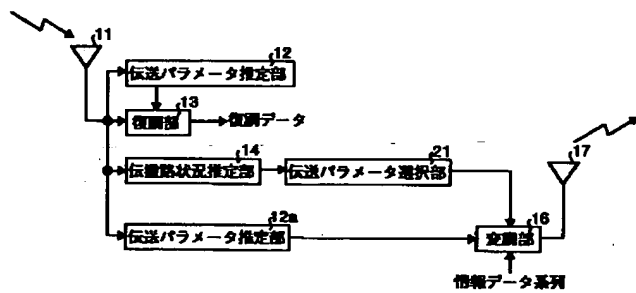 11
12
伝送パラメータ推定部
13
復調部
復調データ
14
伝搬路状況推定部
21
伝送パラメータ選択部
17
12a
伝送パラメータ推定部
16
変調部
情報データ系列